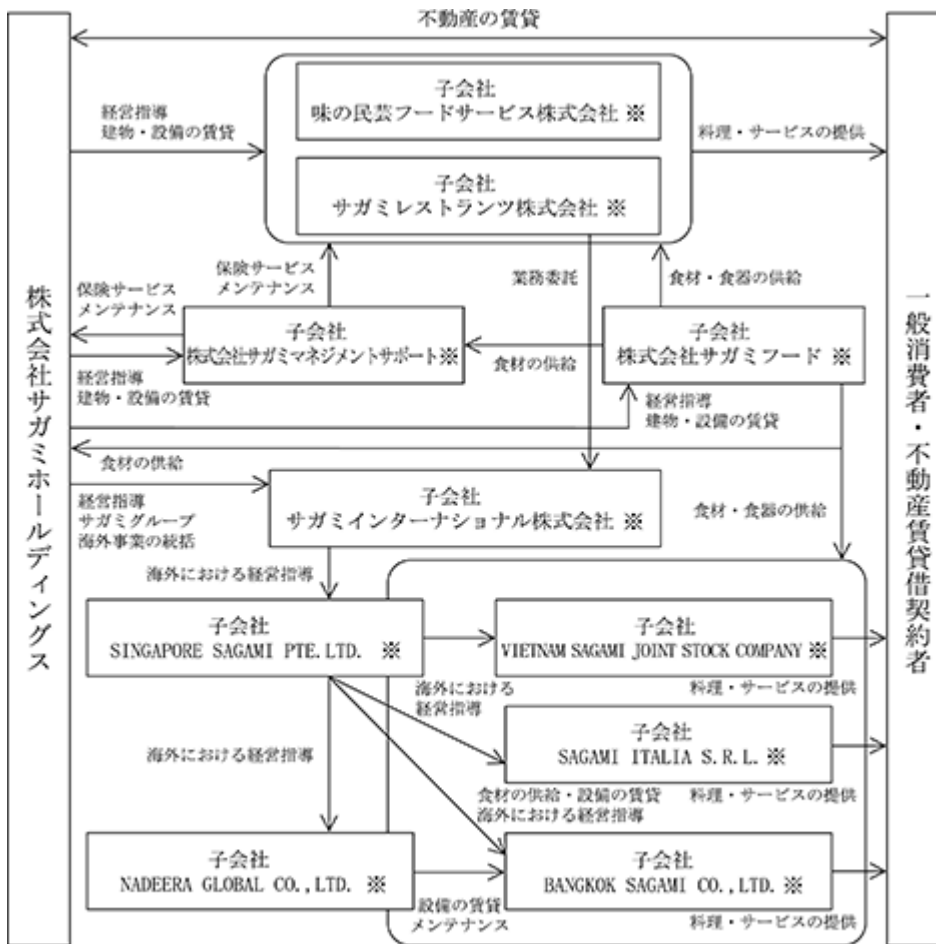 不動産の賃貸
株式会社サガミホールディングス
一般消費者・不動産賃貸借契約者
子会社
味の民芸フードサービス株式会社 ※
経営指導
建物・設備の賃貸
料理・サービスの提供
子会社
サガミレストランツ株式会社 ※
保険サービス
メンテナンス
業務委託
食材・食器の供給
保険サービス
メンテナンス
子会社
株式会社サガミマネジメントサポート※
食材の供給
子会社
株式会社サガミフード ※
経営指導
建物・設備の賃貸
経営指導
建物・設備の賃貸
食材の供給
経営指導
サガミグループ
海外事業の統括
子会社
サガミインターナショナル株式会社 ※
食材・食器の供給
海外における経営指導
子会社
SINGAPORE SAGAMI PTE.LTD. ※
子会社
VIETNAM SAGAMI JOINT STOCK COMPANY ※
料理・サービスの提供
海外における
経営指導
子会社
SAGAMI ITALIA S.R.L. ※
海外における経営指導
食材の供給・設備の賃貸
海外における経営指導
料理・サービスの提供
子会社
NADEERA GLOBAL CO.,LTD. ※
子会社
BANGKOK SAGAMI CO.,LTD. ※
設備の賃貸
メンテナンス
料理・サービスの提供